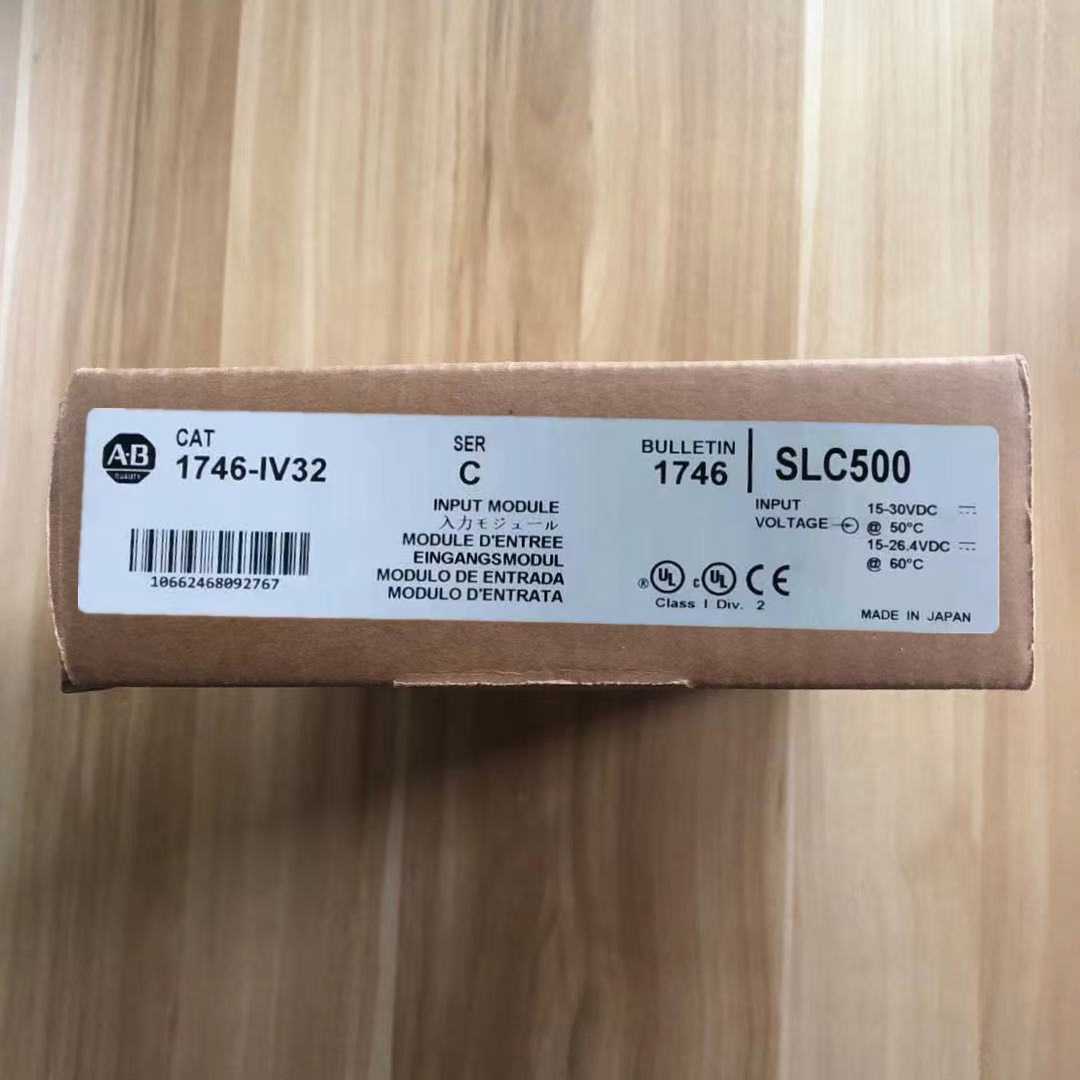 A-B
QUALITY
CAT
1746-IV32
10662468092767
SER
C
INPUT MODULE
入力モジュール
MODULE D'ENTREE
EINGANGSMODUL
MODULO DE ENTRADA
MODULO D'ENTRATA
BULLETIN
1746
SLC500
INPUT
VOLTAGE
15-30VDC
@ 50°C
15-26.4VDC
@ 60°C
® UL c UL CE
Class I Div. 2
MADE IN JAPAN